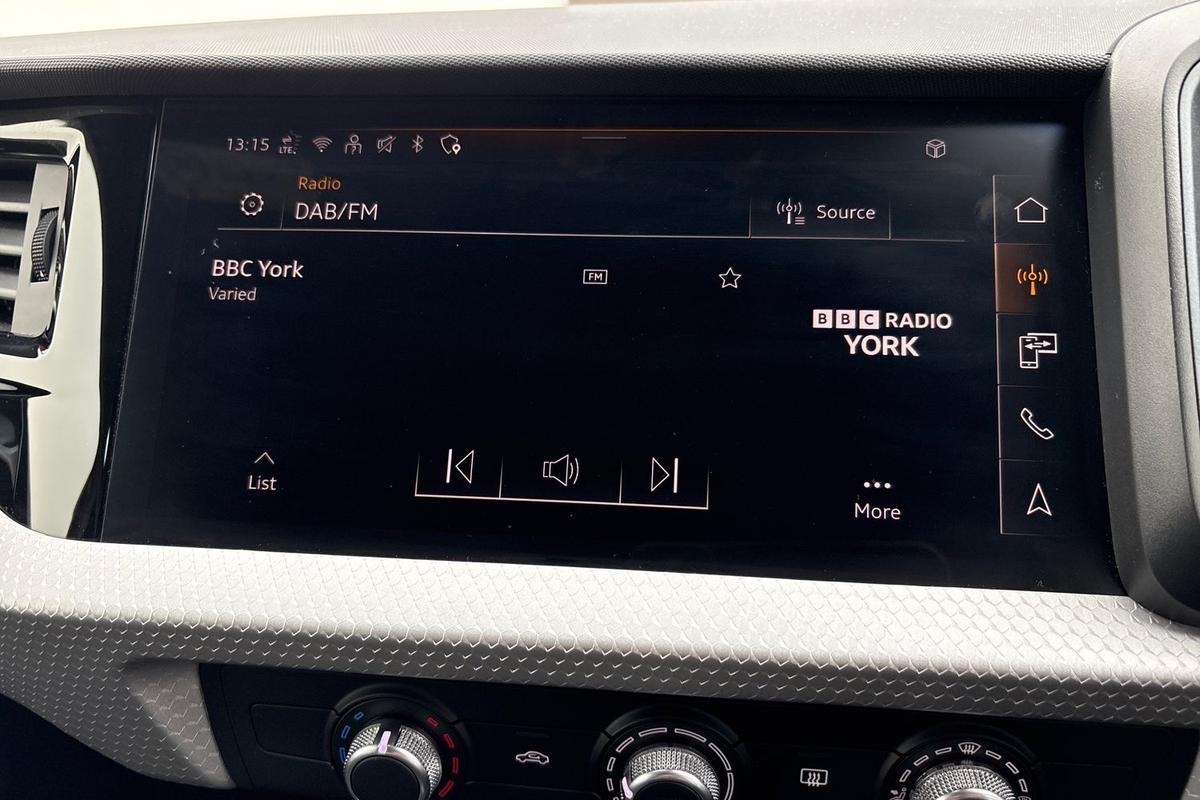 13:15 LTE
Radio
DAB/FM
Source
BBC York
FM
Varied
BBC RADIO
YORK
List
More